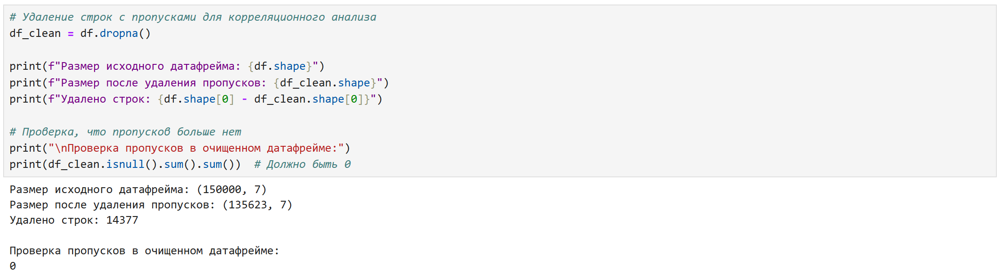 # Удаление строк с пропусками для корреляционного анализа
df_clean = df.dropna()
print(f"Размер исходного датафрейма: {df.shape}")
print(f"Размер после удаления пропусков: {df_clean.shape}")
print(f"Удалено строк: {df.shape[0] - df_clean.shape[0]}")
# Проверка, что пропусков больше нет
print("\nПроверка пропусков в очищенном датафрейме:")
print(df_clean.isnull().sum().sum())  # Должно быть 0
Размер исходного датафрейма: (150000, 7)
Размер после удаления пропусков: (135623, 7)
Удалено строк: 14377
Проверка пропусков в очищенном датафрейме:
0